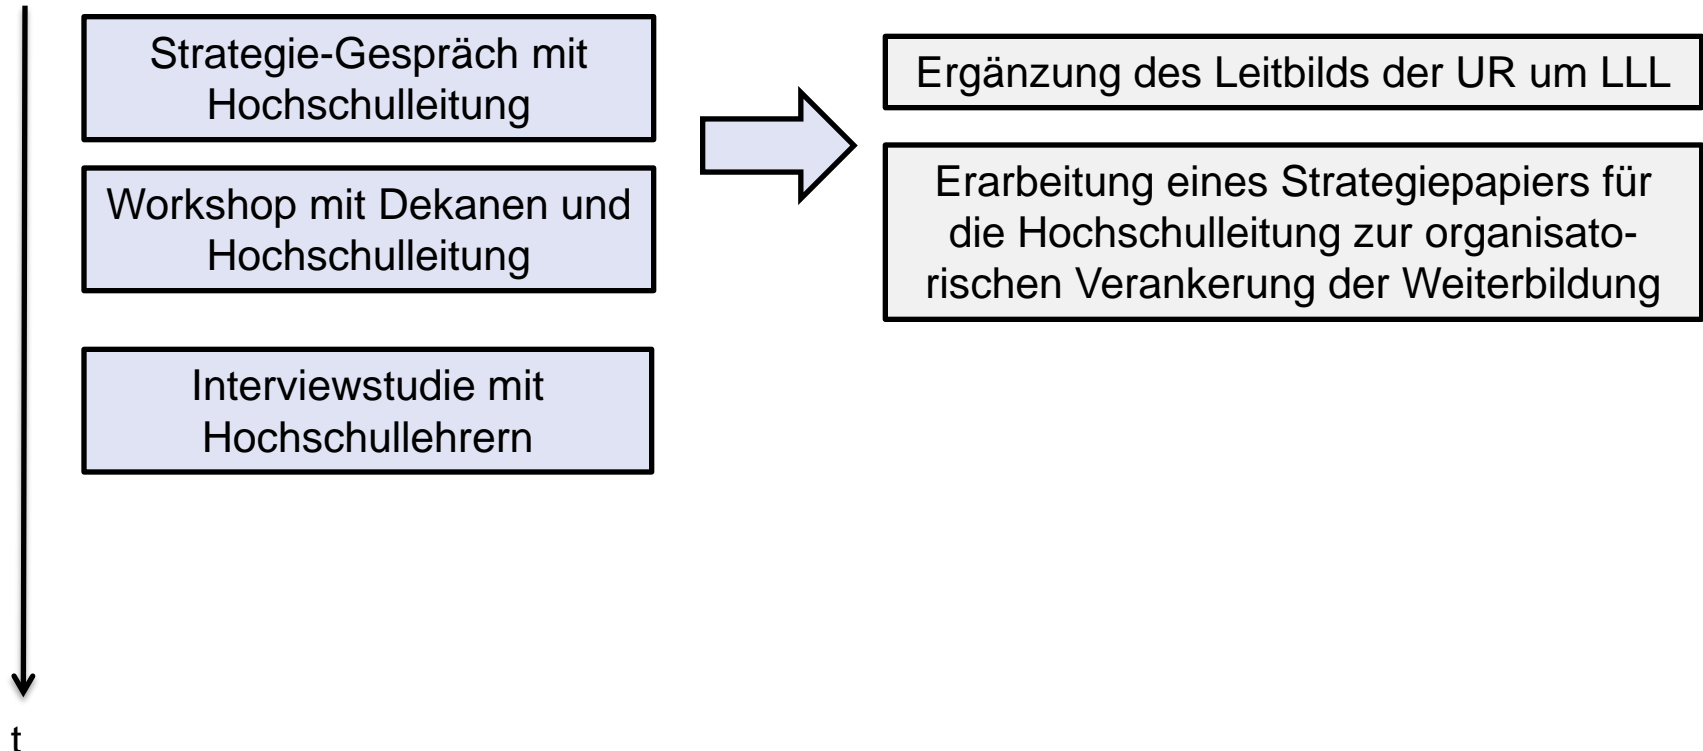 Strategie-Gespräch mit
Hochschulleitung
Workshop mit Dekanen und
Hochschulleitung
Interviewstudie mit
Hochschullehrern
Ergänzung des Leitbilds der UR um LLL
Erarbeitung eines Strategiepapiers für
die Hochschulleitung zur organisato-
rischen Verankerung der Weiterbildung
t